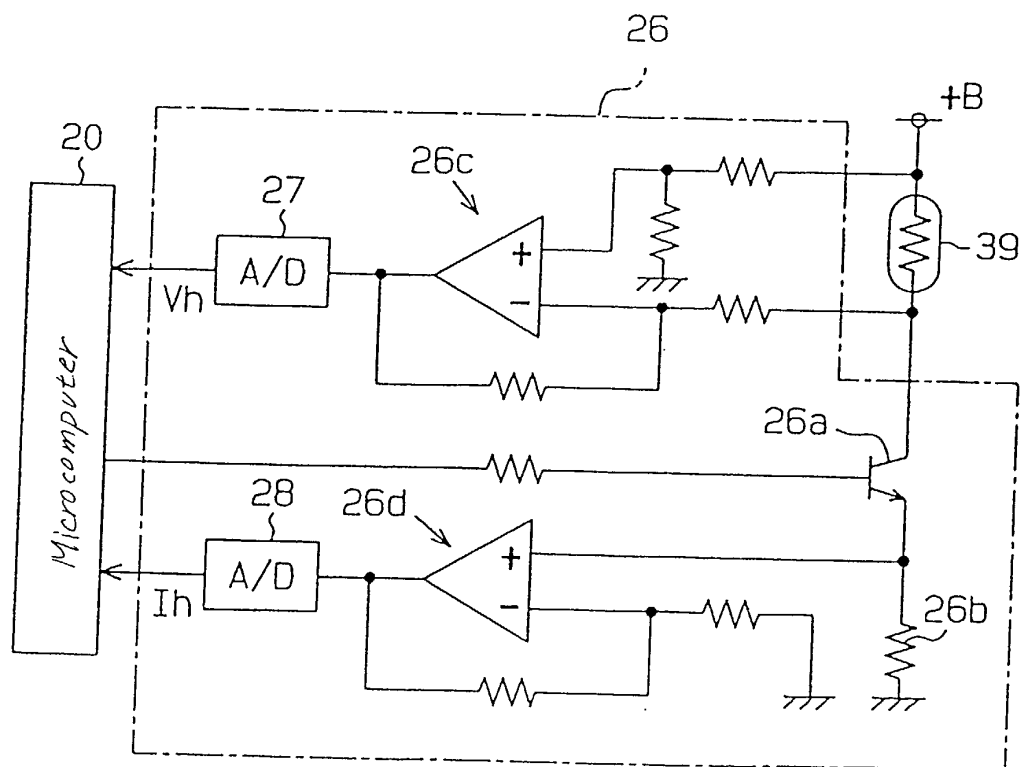 26
+B
20
26c
27
+
A/D
39
Vh
−
Microcomputer
26a
28
26d
+
A/D
Ih
−
26b